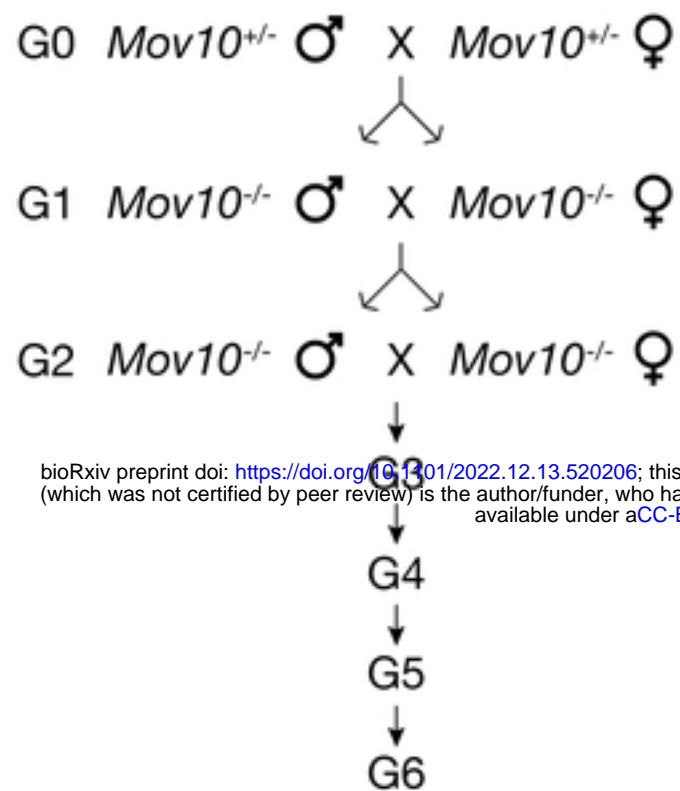 G0 Mov10+/- ♂ X Mov10+/- ♀
G1 Mov10-/- ♂ X Mov10-/- ♀
G2 Mov10-/- ♂ X Mov10-/- ♀
G3
bioRxiv preprint doi: https://doi.org/10.1101/2022.12.13.520206; this
(which was not certified by peer review) is the author/funder, who ha
available under aCC-B
G4
G5
G6